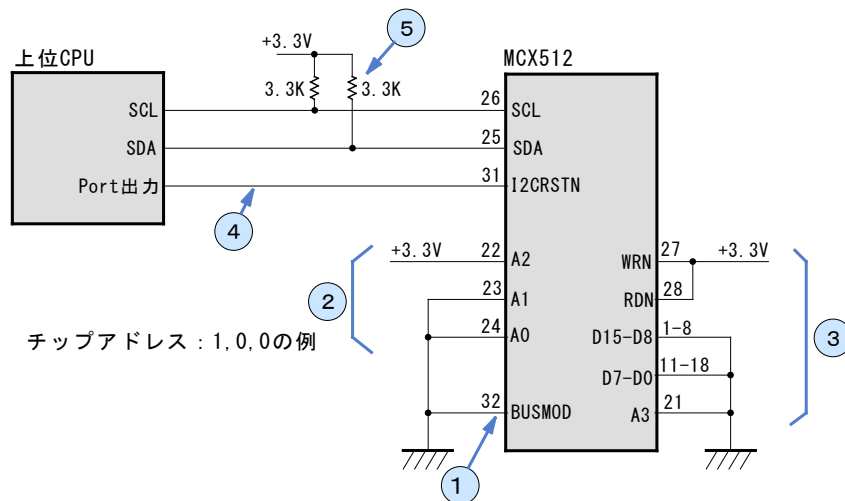 上位CPU
SCL
SDA
Port出力
+3.3V
3.3K
3.3K
⑤
④
MCX512
26
SCL
25
SDA
31
I2CRSTN
+3.3V
22
A2
23
A1
24
A0
32
BUSMOD
②
チップアドレス：1,0,0の例
①
WRN
27
+3.3V
RDN
28
D15-D8
1-8
D7-D0
11-18
A3
21
③